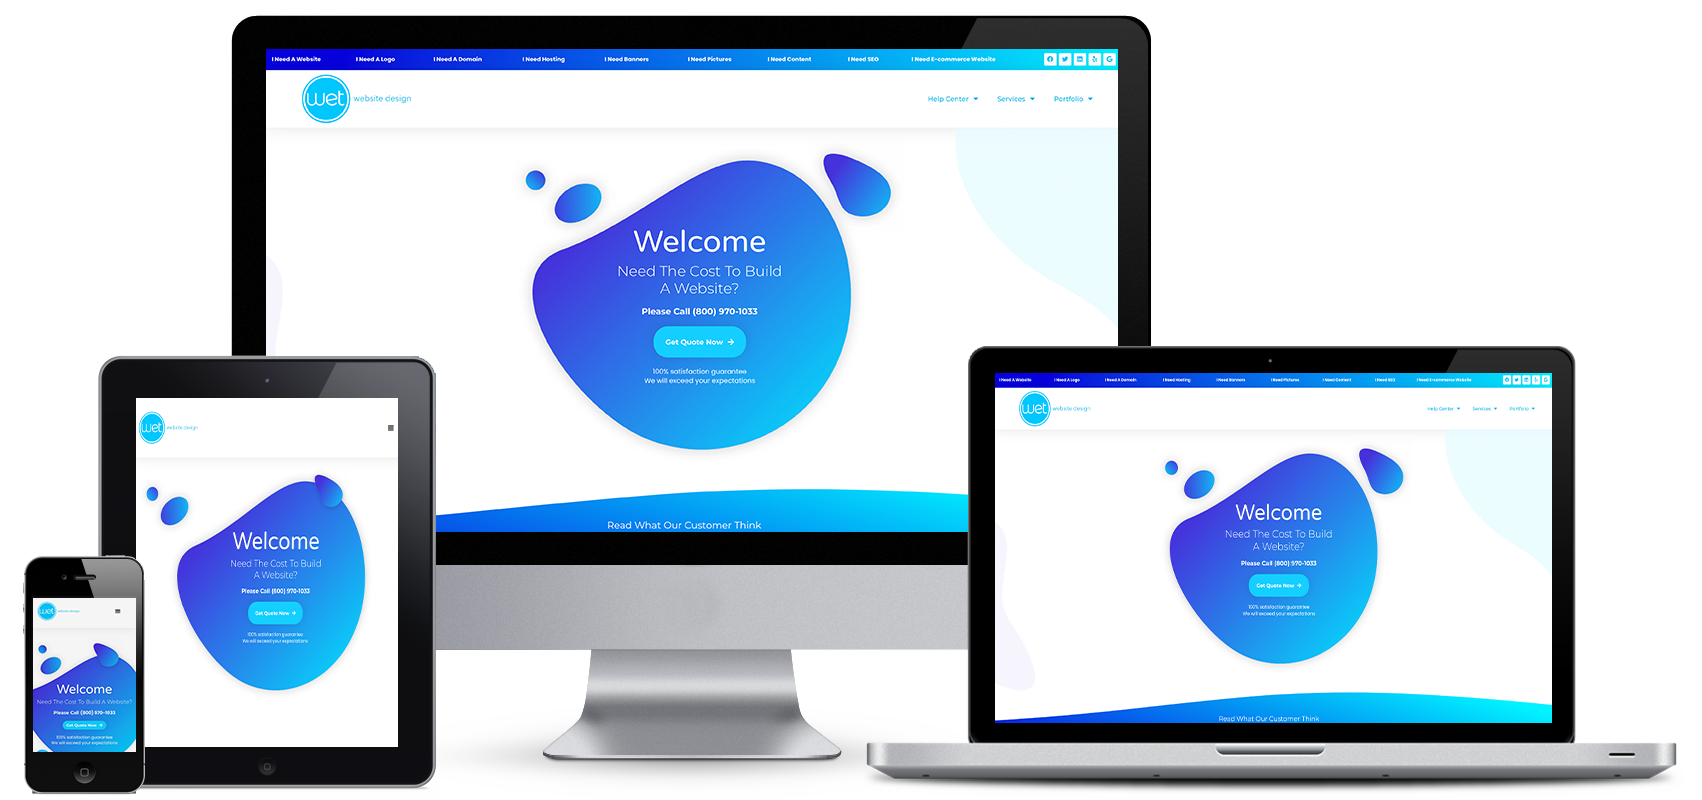 I Need A Website I Need A Logo I Need A Domain I Need Hosting I Need Banners I Need Pictures I Need Content I Need SEO I Need E-commerce Website
wet website design
Help Center Services Portfolio
Welcome
Need The Cost To Build
A Website?
Please Call (800) 970-1033
Get Quote Now
100% satisfaction guarantee
We will exceed your expectations
Read What Our Customer Think
wet website design
Welcome
Need The Cost To Build
A Website?
Please Call (800) 970-1033
Get Quote Now
100% satisfaction guarantee
We will exceed your expectations
wet website design
Welcome
Need The Cost To Build A Website?
Please Call (800) 970-1033
Get Quote Now
100% satisfaction guarantee
We will exceed your expectations
I Need A Website I Need A Logo I Need A Domain I Need Hosting I Need Banners I Need Pictures I Need Content I Need SEO I Need E-commerce Website
wet website design
Help Center Services Portfolio
Welcome
Need The Cost To Build
A Website?
Please Call (800) 970-1033
Get Quote Now
100% satisfaction guarantee
We will exceed your expectations
Read What Our Customer Think